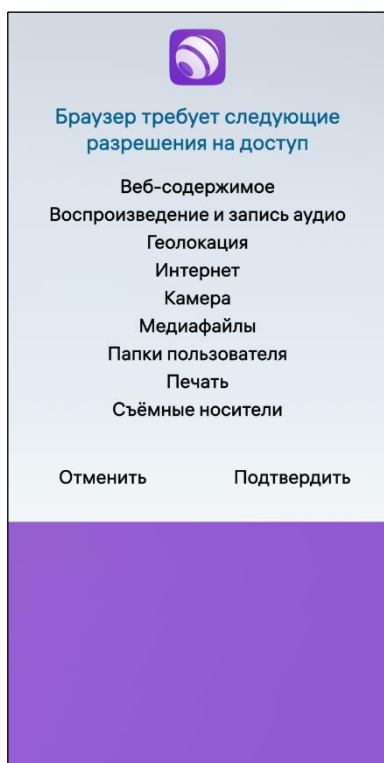 Браузер требует следующие
разрешения на доступ
Веб-содержимое
Воспроизведение и запись аудио
Геолокация
Интернет
Камера
Медиафайлы
Папки пользователя
Печать
Съёмные носители
Отменить Подтвердить